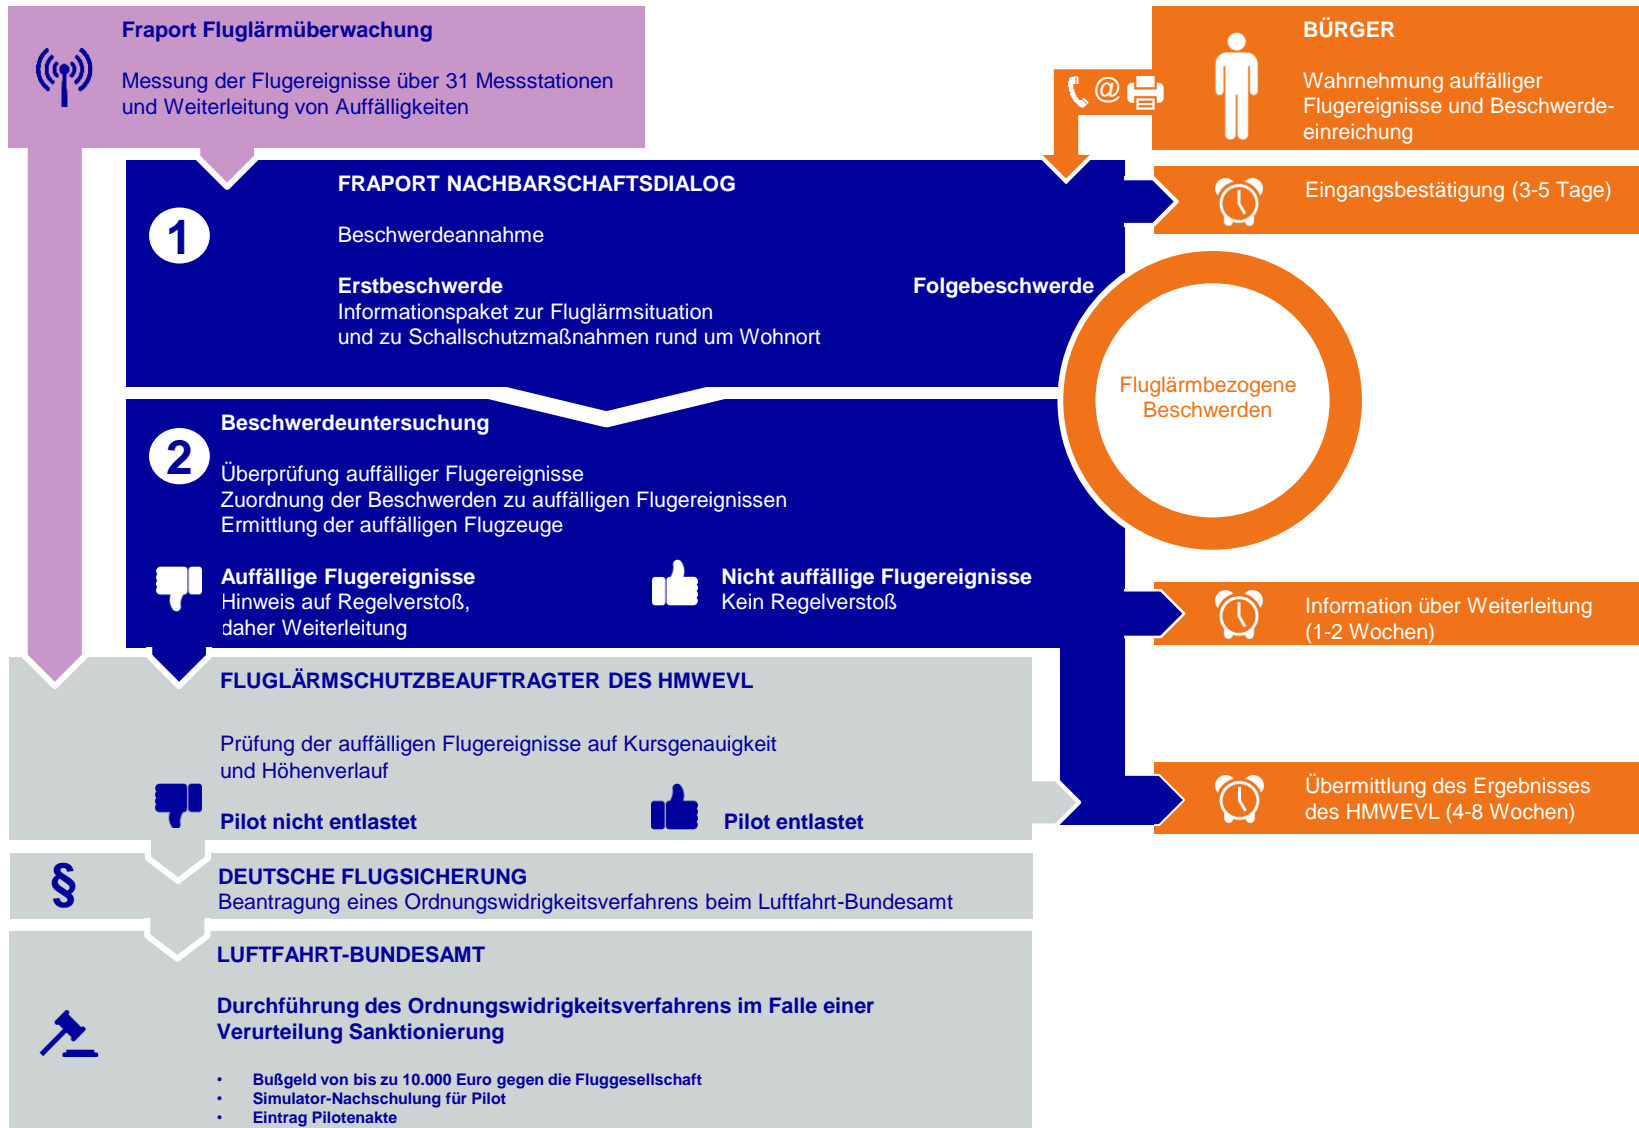 Fraport Fluglärmüberwachung
Messung der Flugereignisse über 31 Messstationen
und Weiterleitung von Auffälligkeiten
BÜRGER
Wahrnehmung auffälliger
Flugereignisse und Beschwerde-
einreichung
@
FRAPORT NACHBARSCHAFTSDIALOG
1
Beschwerdeannahme
Erstbeschwerde
Informationspaket zur Fluglärmsituation
und zu Schallschutzmaßnahmen rund um Wohnort
Folgebeschwerde
Eingangsbestätigung (3-5 Tage)
Fluglärmbezogene
Beschwerden
2
Beschwerdeuntersuchung
Überprüfung auffälliger Flugereignisse
Zuordnung der Beschwerden zu auffälligen Flugereignissen
Ermittlung der auffälligen Flugzeuge
Auffällige Flugereignisse
Hinweis auf Regelverstoß,
daher Weiterleitung
Nicht auffällige Flugereignisse
Kein Regelverstoß
Information über Weiterleitung
(1-2 Wochen)
FLUGLÄRMSCHUTZBEAUFTRAGTER DES HMWEVL
Prüfung der auffälligen Flugereignisse auf Kursgenauigkeit
und Höhenverlauf
Pilot nicht entlastet
Pilot entlastet
Übermittlung des Ergebnisses
des HMWEVL (4-8 Wochen)
§
DEUTSCHE FLUGSICHERUNG
Beantragung eines Ordnungswidrigkeitsverfahrens beim Luftfahrt-Bundesamt
LUFTFAHRT-BUNDESAMT
Durchführung des Ordnungswidrigkeitsverfahrens im Falle einer
Verurteilung Sanktionierung
• Bußgeld von bis zu 10.000 Euro gegen die Fluggesellschaft
• Simulator-Nachschulung für Pilot
• Eintrag Pilotenakte